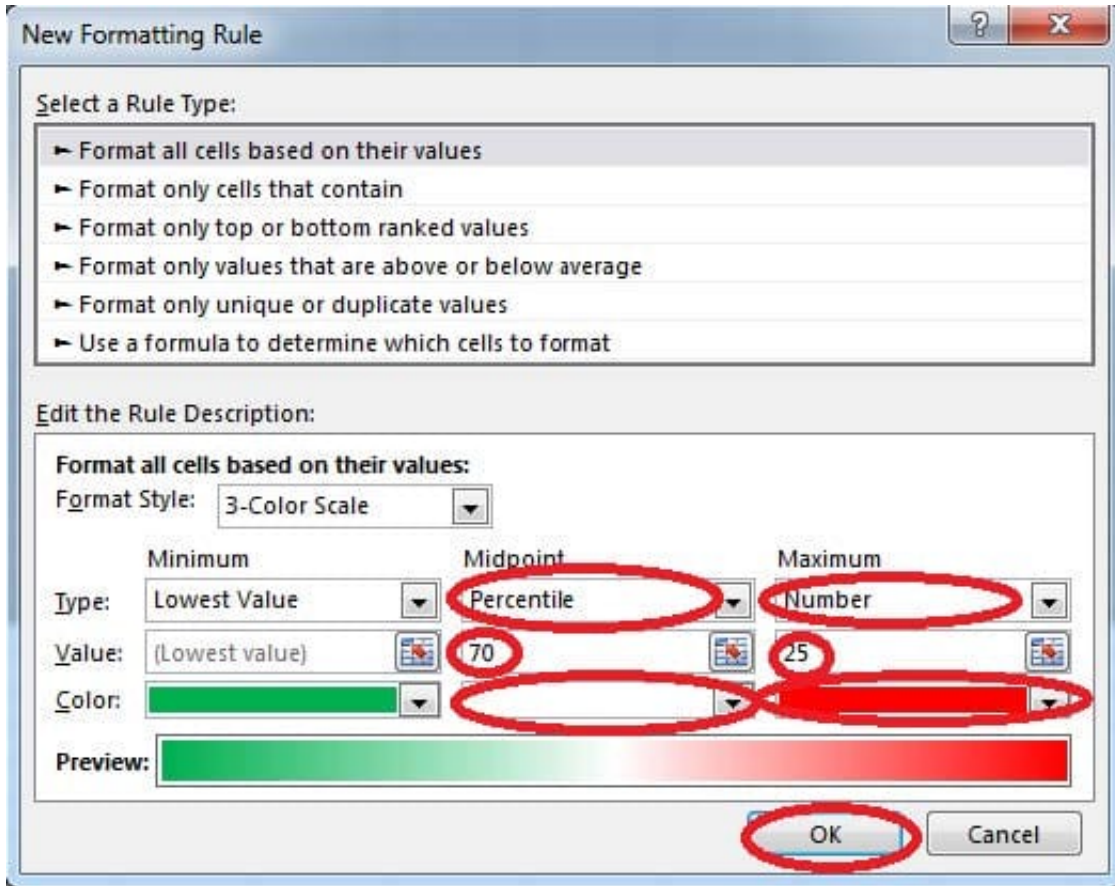 New Formatting Rule
Select a Rule Type:
► Format all cells based on their values
► Format only cells that contain
► Format only top or bottom ranked values
► Format only values that are above or below average
► Format only unique or duplicate values
► Use a formula to determine which cells to format
Edit the Rule Description:
Format all cells based on their values:
Format Style: 3-Color Scale
Minimum Midpoint Maximum
Type: Lowest Value Percentile Number
Value: (Lowest value) 70 25
Color:
Preview:
OK Cancel